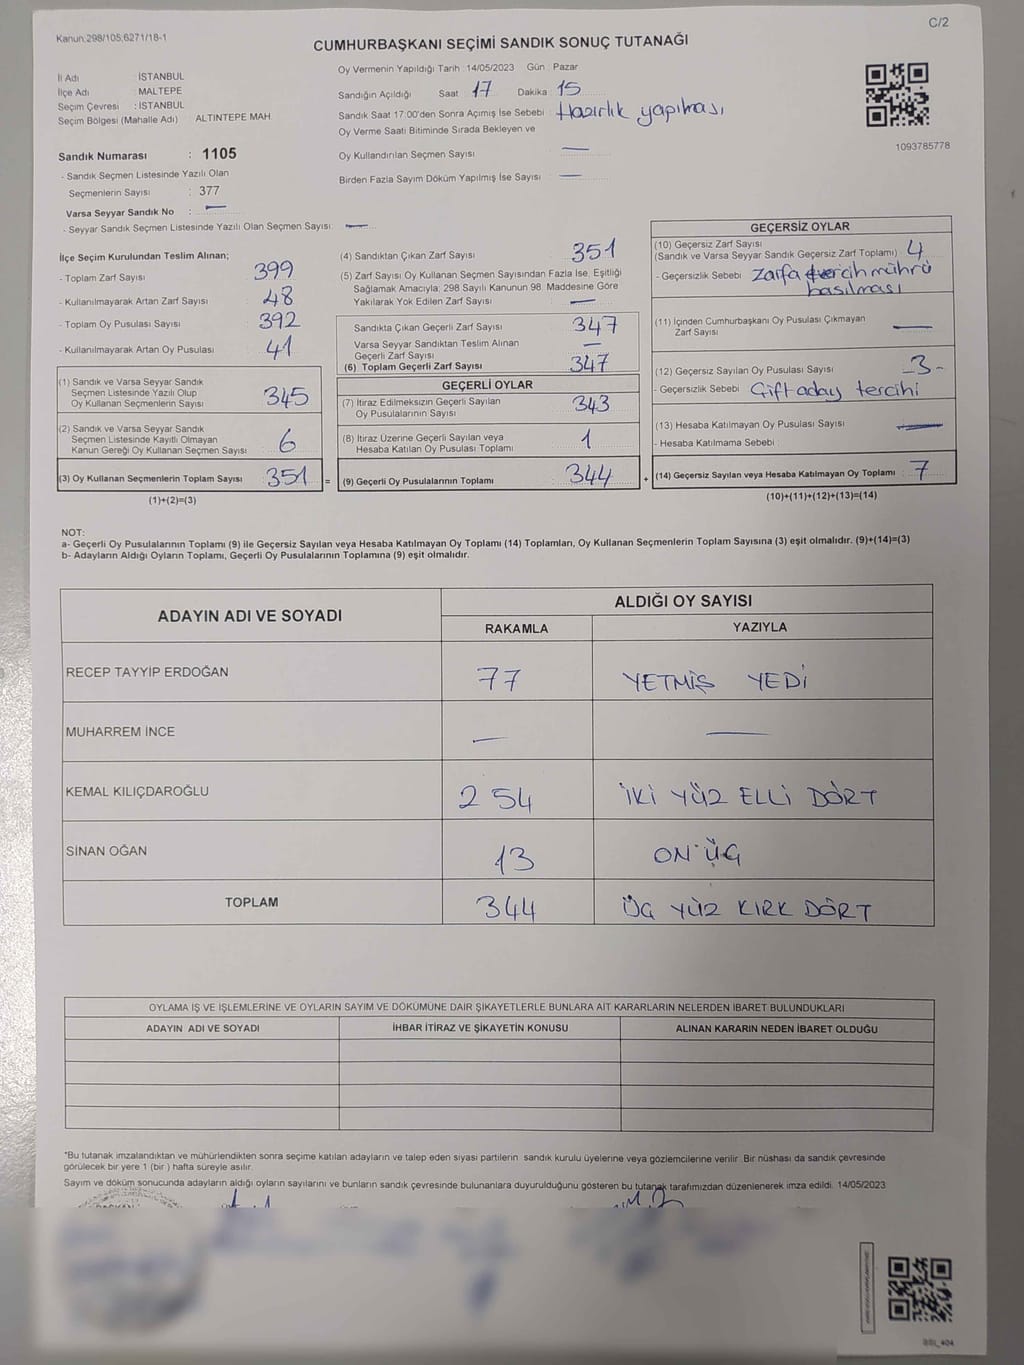 Kanun:298/105;6271/18-1
C/2
CUMHURBAŞKANI SEÇİMİ SANDIK SONUÇ TUTANAĞI
İl Adı : İSTANBUL
İlçe Adı : MALTEPE
Seçim Çevresi : İSTANBUL
Seçim Bölgesi (Mahalle Adı) ALTINTEPE MAH.
Sandık Numarası : 1105
- Sandık Seçmen Listesinde Yazılı Olan
Seçmenlerin Sayısı : 377
Varsa Seyyar Sandık No : —
- Seyyar Sandık Seçmen Listesinde Yazılı Olan Seçmen Sayısı: —
Oy Vermenin Yapıldığı Tarih :14/05/2023 Gün : Pazar
Sandığın Açıldığı Saat 17 Dakika 15
Sandık Saat 17:00'den Sonra Açmış İse Sebebi : Hazırlık yapılması
Oy Verme Saati Bitiminde Sırada Bekleyen ve
Oy Kullandırılan Seçmen Sayısı : —
Birden Fazla Sayım Döküm Yapılmış İse Sayısı : —
1093785778
İlçe Seçim Kurulundan Teslim Alınan;
- Toplam Zarf Sayısı 399
- Kullanılmayarak Artan Zarf Sayısı 48
- Toplam Oy Pusulası Sayısı 392
- Kullanılmayarak Artan Oy Pusulası 41
(1) Sandık ve Varsa Seyyar Sandık
Seçmen Listesinde Yazılı Olup
Oy Kullanan Seçmenlerin Sayısı 345
(2) Sandık ve Varsa Seyyar Sandık
Seçmen Listesinde Kayıtlı Olmayan
Kanun Gereği Oy Kullanan Seçmen Sayısı 6
(3) Oy Kullanan Seçmenlerin Toplam Sayısı 351 =
(1)+(2)=(3)
(4) Sandıktan Çıkan Zarf Sayısı 351
(5) Zarf Sayısı Oy Kullanan Seçmen Sayısından Fazla İse, Eşitliği
Sağlamak Amacıyla; 298 Sayılı Kanunun 98. Maddesine Göre
Yakılarak Yok Edilen Zarf Sayısı —
Sandıkta Çıkan Geçerli Zarf Sayısı 347
Varsa Seyyar Sandıktan Teslim Alınan
Geçerli Zarf Sayısı —
(6) Toplam Geçerli Zarf Sayısı 347
GEÇERLİ OYLAR
(7) İtiraz Edilmeksizin Geçerli Sayılan
Oy Pusulalarının Sayısı 343
(8) İtiraz Üzerine Geçerli Sayılan veya
Hesaba Katılan Oy Pusulası Toplamı 1
(9) Geçerli Oy Pusulalarının Toplamı 344 +
GEÇERSİZ OYLAR
(10) Geçersiz Zarf Sayısı
(Sandık ve Varsa Seyyar Sandık Geçersiz Zarf Toplamı) 4
- Geçersizlik Sebebi Zarfa tercih mührü
basılması
(11) İçinden Cumhurbaşkanı Oy Pusulası Çıkmayan
Zarf Sayısı —
(12) Geçersiz Sayılan Oy Pusulası Sayısı -3-
- Geçersizlik Sebebi Çift aday tercihi
(13) Hesaba Katılmayan Oy Pusulası Sayısı —
- Hesaba Katılmama Sebebi :
(14) Geçersiz Sayılan veya Hesaba Katılmayan Oy Toplamı 7
(10)+(11)+(12)+(13)=(14)
NOT:
a- Geçerli Oy Pusulalarının Toplamı (9) ile Geçersiz Sayılan veya Hesaba Katılmayan Oy Toplamı (14) Toplamları, Oy Kullanan Seçmenlerin Toplam Sayısına (3) eşit olmalıdır. (9)+(14)=(3)
b- Adayların Aldığı Oyların Toplamı, Geçerli Oy Pusulalarının Toplamına (9) eşit olmalıdır.
ADAYIN ADI VE SOYADI ALDIĞI OY SAYISI
RAKAMLA YAZIYLA
RECEP TAYYİP ERDOĞAN 77 YETMİŞ YEDİ
MUHARREM İNCE — —
KEMAL KILIÇDAROĞLU 254 İKİ YÜZ ELLİ DÖRT
SİNAN OĞAN 13 ON ÜÇ
TOPLAM 344 ÜÇ YÜZ KIRK DÖRT
OYLAMA İŞ VE İŞLEMLERİNE VE OYLARIN SAYIM VE DÖKÜMÜNE DAİR ŞİKAYETLERLE BUNLARA AİT KARARLARIN NELERDEN İBARET BULUNDUKLARI
ADAYIN ADI VE SOYADI İHBAR İTİRAZ VE ŞİKAYETİN KONUSU ALINAN KARARIN NEDEN İBARET OLDUĞU
*Bu tutanak imzalandıktan ve mühürlendikten sonra seçime katılan adayların ve talep eden siyasi partilerin sandık kurulu üyelerine veya gözlemcilerine verilir. Bir nüshası da sandık çevresinde
görülecek bir yere 1 (bir ) hafta süreyle asılır.
Sayım ve döküm sonucunda adayların aldığı oyların sayılarını ve bunların sandık çevresinde bulunanlara duyurulduğunu gösteren bu tutanak tarafımızdan düzenlenerek imza edildi. 14/05/2023